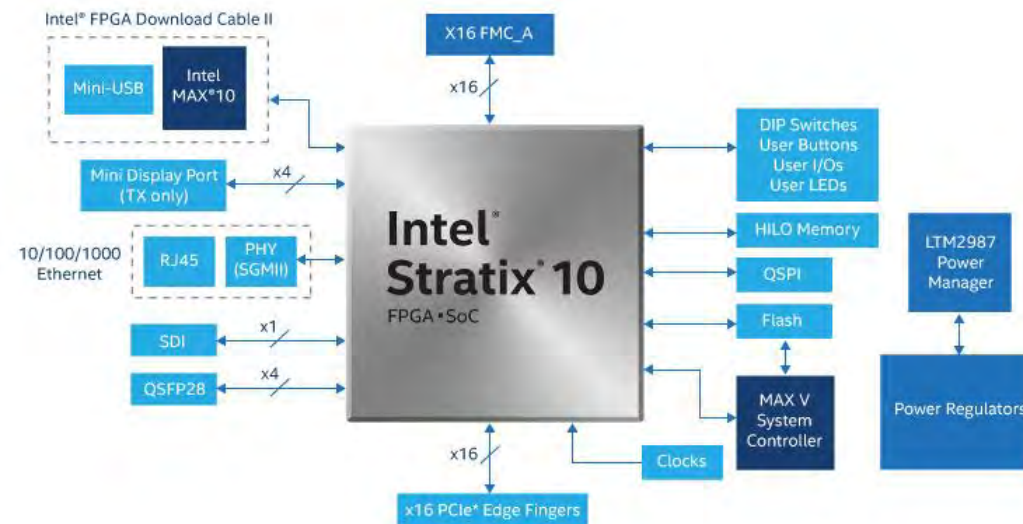 Intel® FPGA Download Cable II
Mini-USB
Intel
MAX®10
X16 FMC_A
x16
DIP Switches
User Buttons
User I/Os
User LEDs
Mini Display Port
(TX only)
x4
10/100/1000
Ethernet
RJ45
PHY
(SGMII)
Intel®
Stratix® 10
FPGA•SoC
HILO Memory
QSPI
Flash
LTM2987
Power
Manager
SDI
x1
QSFP28
x4
MAX V
System
Controller
Power Regulators
x16
Clocks
x16 PCIe* Edge Fingers